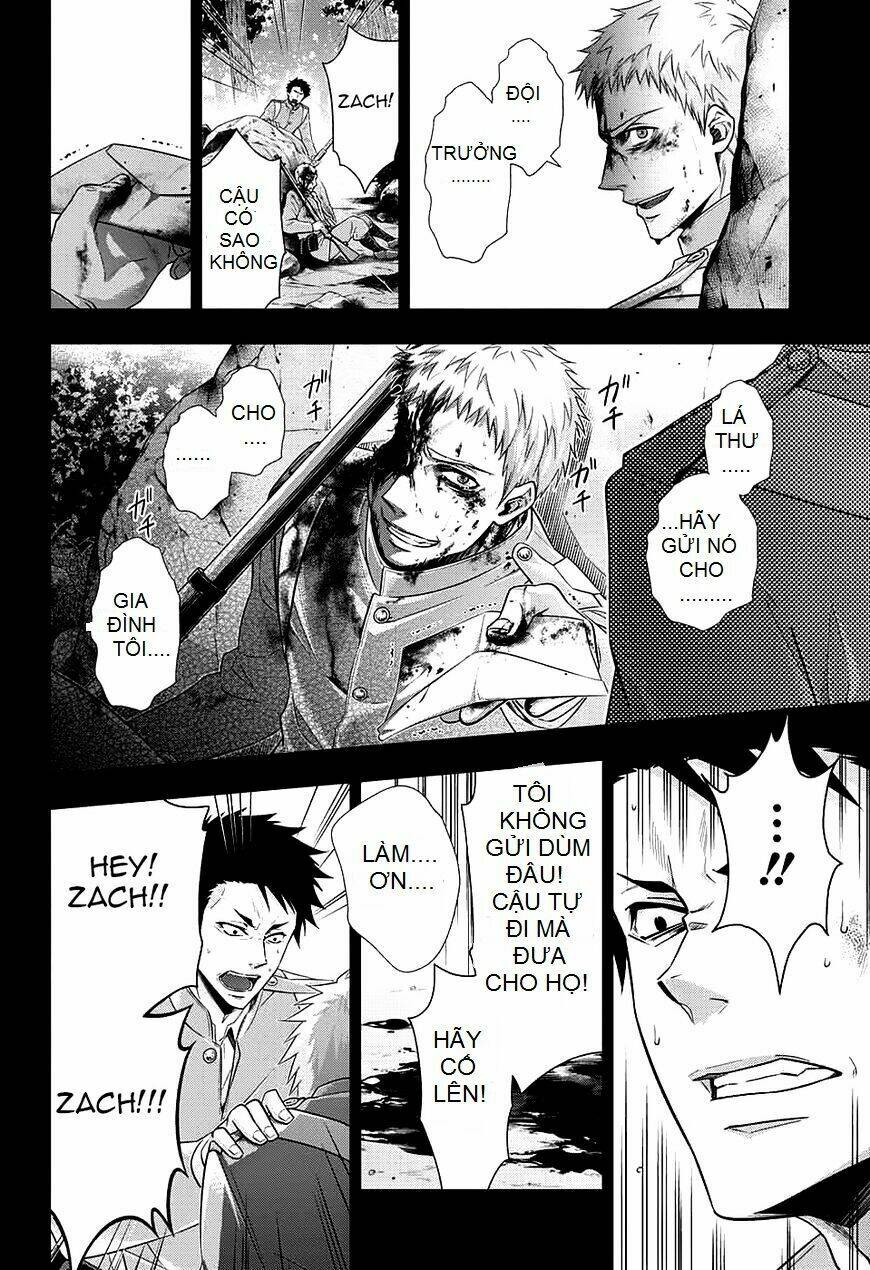 ĐỘI
....
TRƯỞNG
........
ZACH!
CẬU
CÓ
SAO
KHÔNG
LÁ
THƯ
.....
...HÃY
GỬI NÓ
CHO
.........
ガチ
ガチ
ガチ
CHO
....
......
GIA
ĐÌNH
TÔI....
...!!
TÔI
KHÔNG
GỬI DÙM
ĐÂU!
CẬU TỰ
ĐI MÀ
ĐƯA
CHO HỌ!
LÀM....
ƠN....
HÃY
CỐ
LÊN!
HEY!
ZACH!!
ZACH!!!